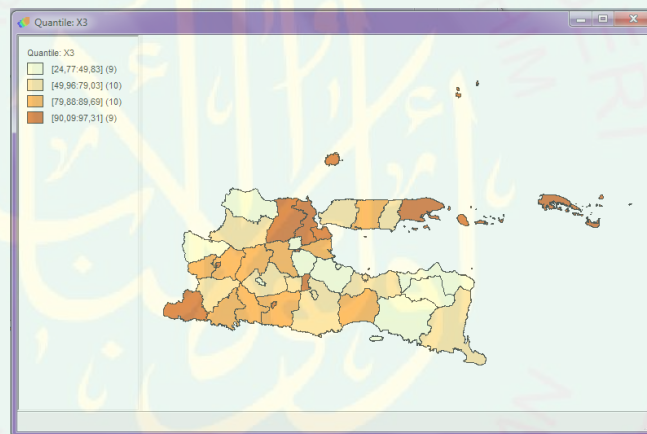 Quantile: X3
Quantile: X3
[24,77:49,83] (9)
[49,96:79,03] (10)
[79,88:89,69] (10)
[90,09:97,31] (9)